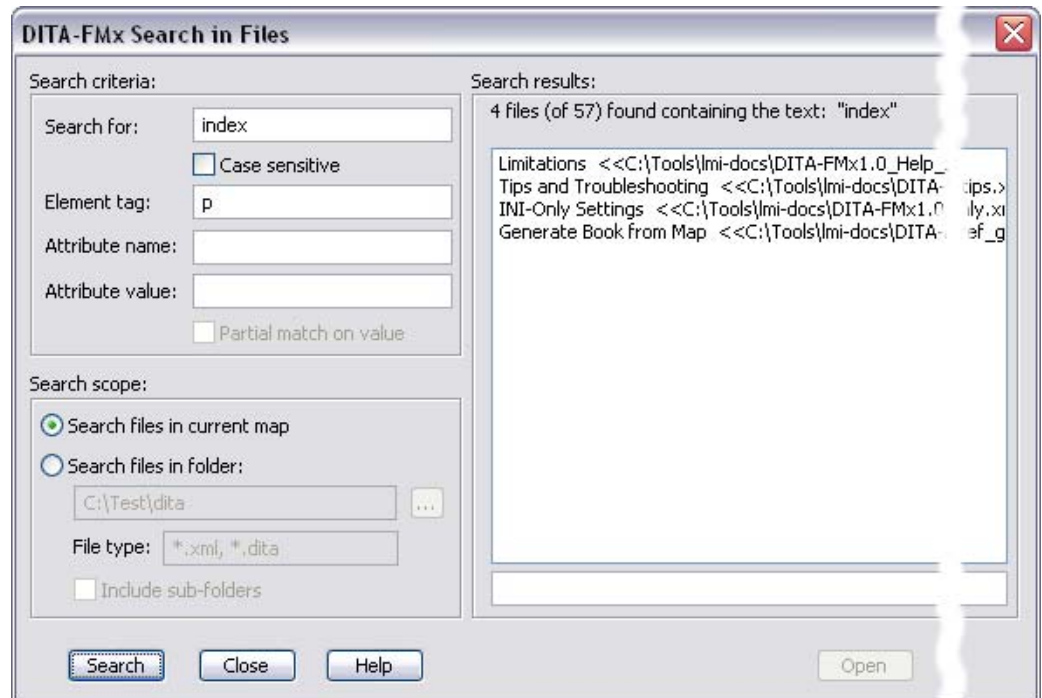 DITA-FMx Search in Files
Search criteria:
Search for:
index
Case sensitive
Element tag:
p
Attribute name:
Attribute value:
Partial match on value
Search scope:
Search files in current map
Search files in folder:
C:\Test\dita
...
File type:
*.xml, *.dita
Include sub-folders
Search
Close
Help
Search results:
4 files (of 57) found containing the text: "index"
Limitations <<C:\Tools\lmi-docs\DITA-FMx1.0_Help_
Tips and Troubleshooting <<C:\Tools\lmi-docs\DITA- tips.x
INI-Only Settings <<C:\Tools\lmi-docs\DITA-FMx1.0 nly.xm
Generate Book from Map <<C:\Tools\lmi-docs\DITA- ef_g
Open